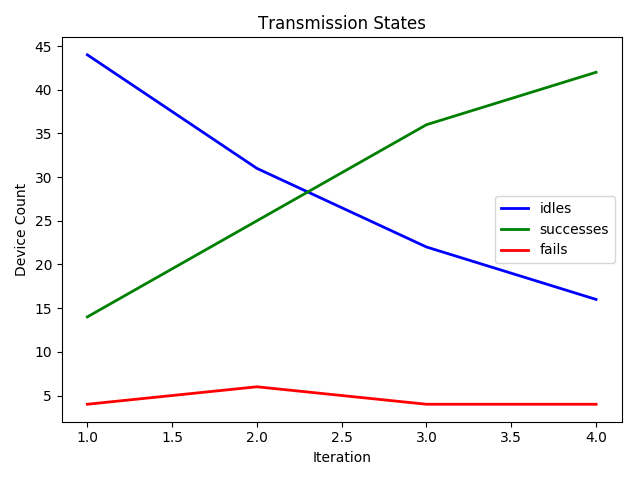 Transmission States
45
40
35
30
25
20
15
10
5
Device Count
idles
successes
fails
1.0 1.5 2.0 2.5 3.0 3.5 4.0
Iteration